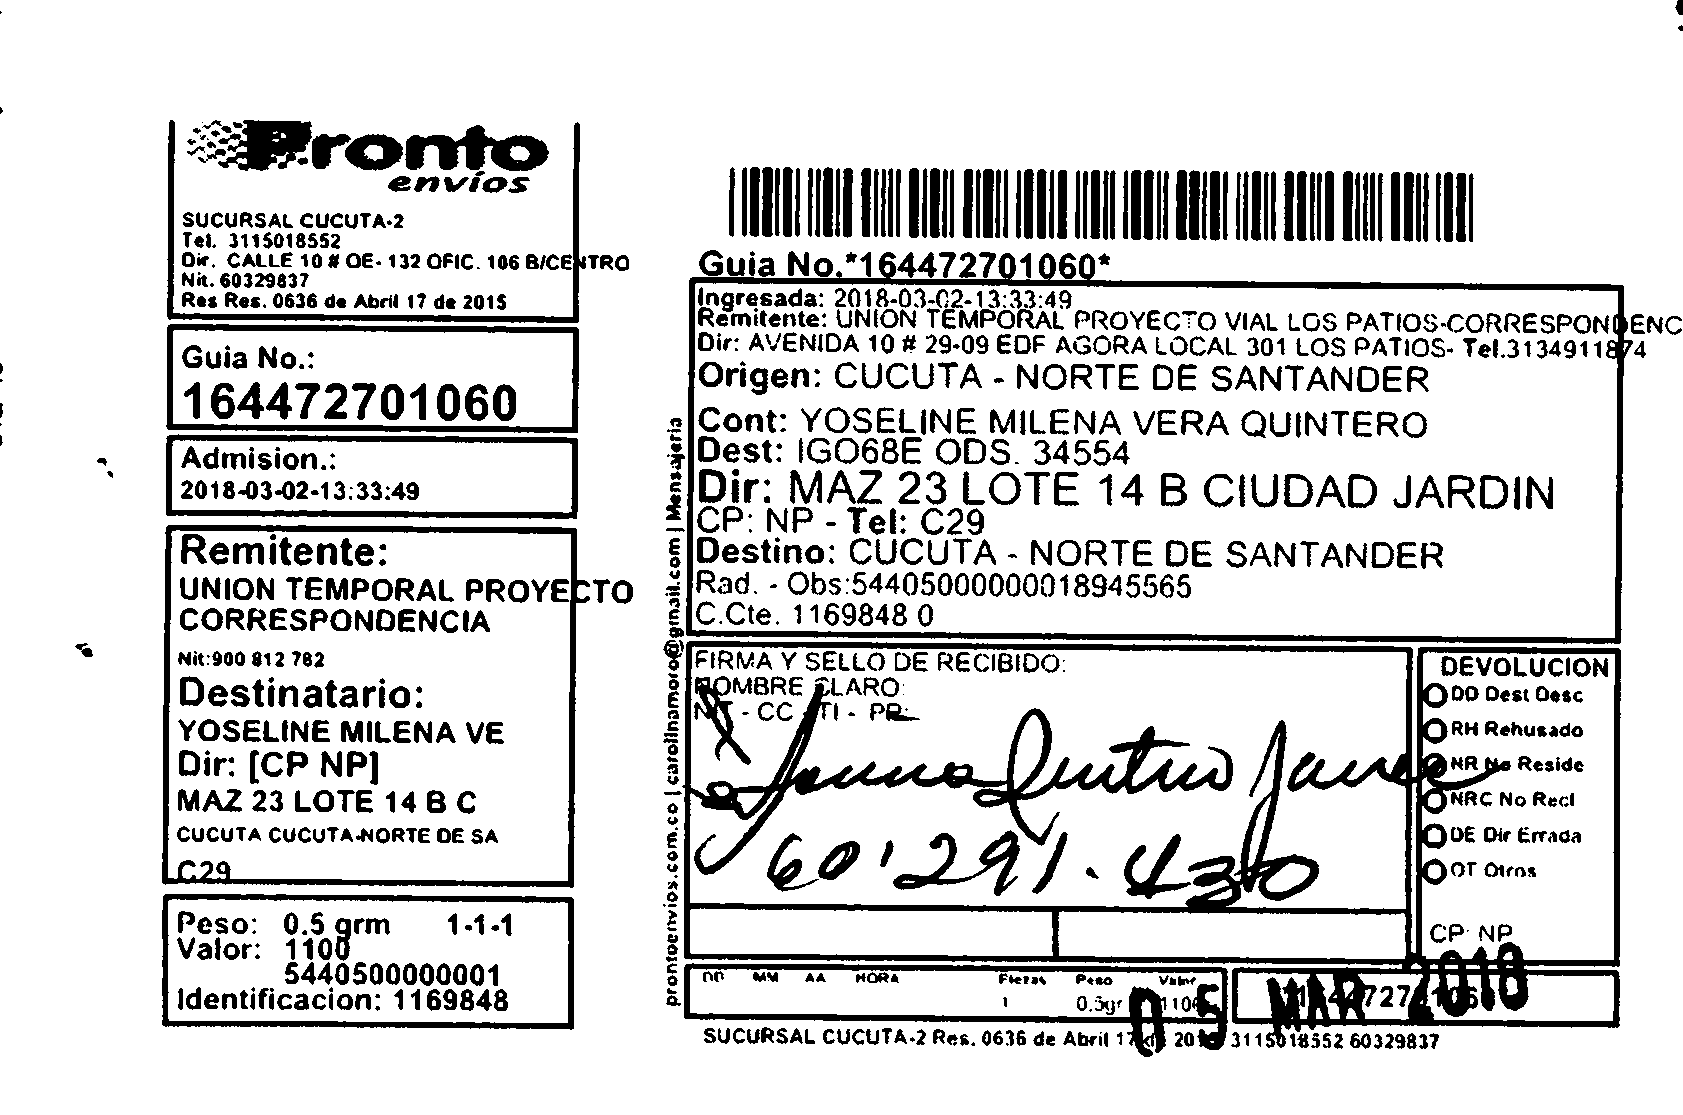 Pronto
envíos
SUCURSAL CUCUTA-2
Tel. 3115018552
Dir. CALLE 10 # OE- 132 OFIC. 106 B/CENTRO
Nit. 60329837
Res Res. 0636 de Abril 17 de 2015
Guia No.:
164472701060
Admision.:
2018-03-02-13:33:49
Remitente:
UNION TEMPORAL PROYECTO
CORRESPONDENCIA
Nit:900 812 782
Destinatario:
YOSELINE MILENA VE
Dir: [CP NP]
MAZ 23 LOTE 14 B C
CUCUTA CUCUTA-NORTE DE SA
C29
Peso: 0.5 grm 1-1-1
Valor: 1100
5440500000001
Identificacion: 1169848
prontoenvios.com.co | carolinamoro@gmail.com | Mensajeria
Guia No.*164472701060*
Ingresada: 2018-03-02-13:33:49
Remitente: UNION TEMPORAL PROYECTO VIAL LOS PATIOS-CORRESPONDENC
Dir: AVENIDA 10 # 29-09 EDF AGORA LOCAL 301 LOS PATIOS- Tel.3134911874
Origen: CUCUTA - NORTE DE SANTANDER
Cont: YOSELINE MILENA VERA QUINTERO
Dest: IGO68E ODS. 34554
Dir: MAZ 23 LOTE 14 B CIUDAD JARDIN
CP: NP - Tel: C29
Destino: CUCUTA - NORTE DE SANTANDER
Rad. - Obs:54405000000018945565
C.Cte. 1169848 0
FIRMA Y SELLO DE RECIBIDO:
NOMBRE CLARO:
NIT - CC - TI - PR:
60'291.430
DEVOLUCION
DD Dest Desc
RH Rehusado
NR No Reside
NRC No Recl
DE Dir Errada
OT Otros
CP: NP
DD MM AA HORA Piezas Peso Valor
1 0.5gr 1100
164472701060
05 MAR 2018
SUCURSAL CUCUTA-2 Res. 0636 de Abril 17 de 2015 3115018552 60329837